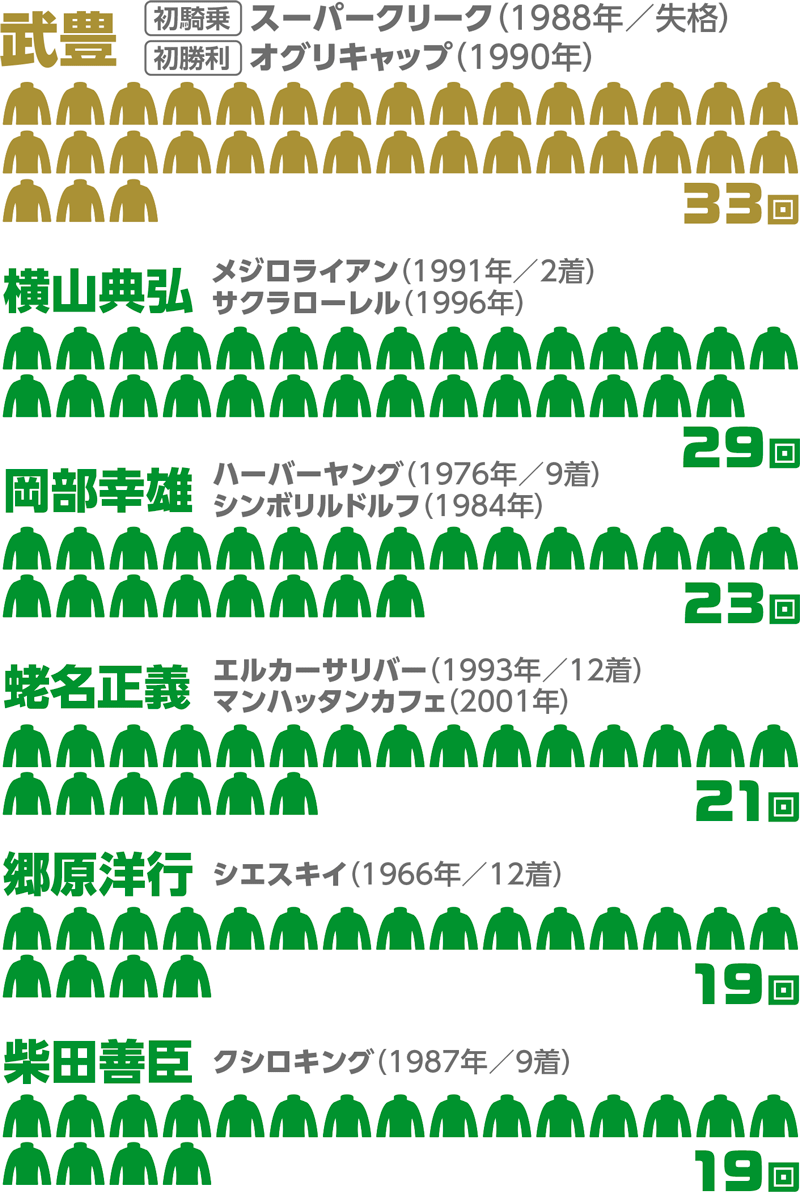 武豊
初騎乗 スーパークリーク(1988年／失格)
初勝利 オグリキャップ(1990年)
33回
横山典弘
メジロライアン(1991年／2着)
サクラローレル(1996年)
29回
岡部幸雄
ハーバーヤング(1976年／9着)
シンボリルドルフ(1984年)
23回
蛯名正義
エルカーサリバー(1993年／12着)
マンハッタンカフェ(2001年)
21回
郷原洋行
シエスキイ(1966年／12着)
19回
柴田善臣
クシロキング(1987年／9着)
19回